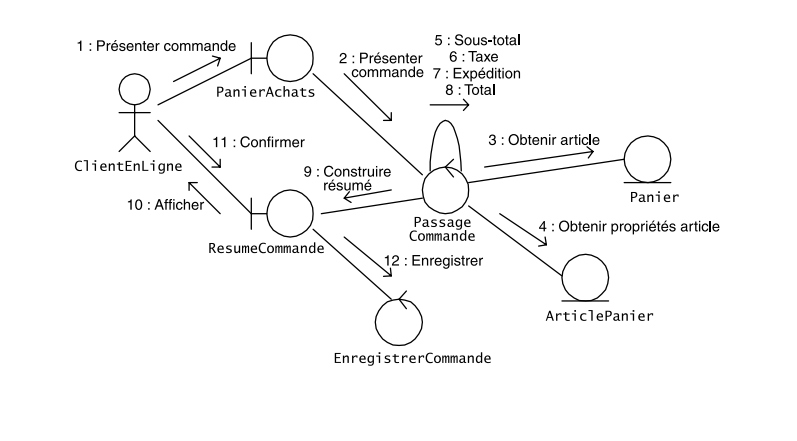 1 : Présenter commande
PanierAchats
2 : Présenter
commande
5 : Sous-total
6 : Taxe
7 : Expédition
8 : Total
ClientEnLigne
11 : Confirmer
10 : Afficher
9 : Construire
résumé
3 : Obtenir article
Panier
Passage
Commande
4 : Obtenir propriétés article
ResumeCommande
12 : Enregistrer
ArticlePanier
EnregistrerCommande